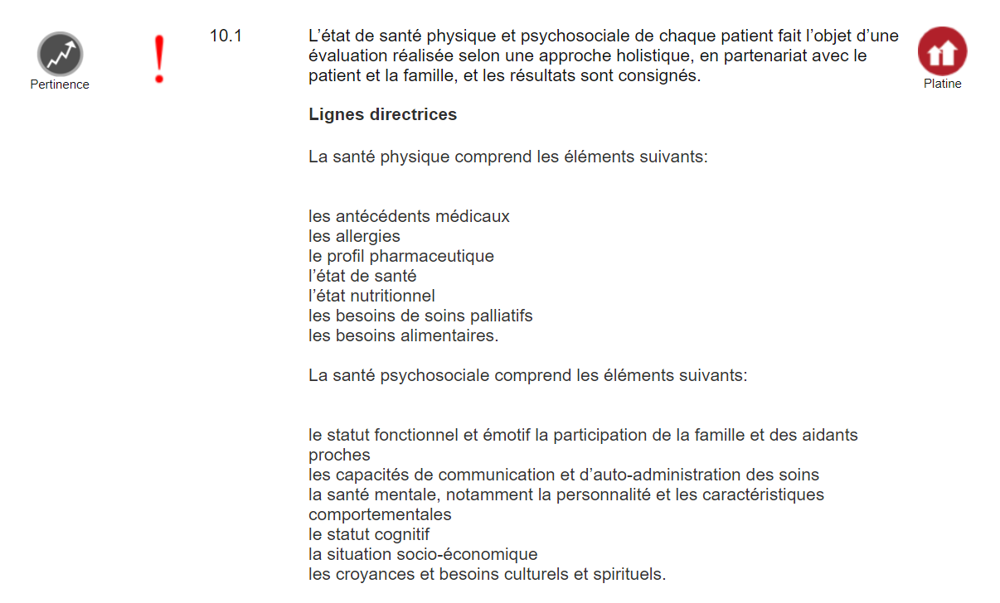 10.1
L’état de santé physique et psychosociale de chaque patient fait l’objet d’une
évaluation réalisée selon une approche holistique, en partenariat avec le
patient et la famille, et les résultats sont consignés.
Pertinence
Platine
Lignes directrices
La santé physique comprend les éléments suivants:
les antécédents médicaux
les allergies
le profil pharmaceutique
l’état de santé
l’état nutritionnel
les besoins de soins palliatifs
les besoins alimentaires.
La santé psychosociale comprend les éléments suivants:
le statut fonctionnel et émotif la participation de la famille et des aidants
proches
les capacités de communication et d’auto-administration des soins
la santé mentale, notamment la personnalité et les caractéristiques
comportementales
le statut cognitif
la situation socio-économique
les croyances et besoins culturels et spirituels.